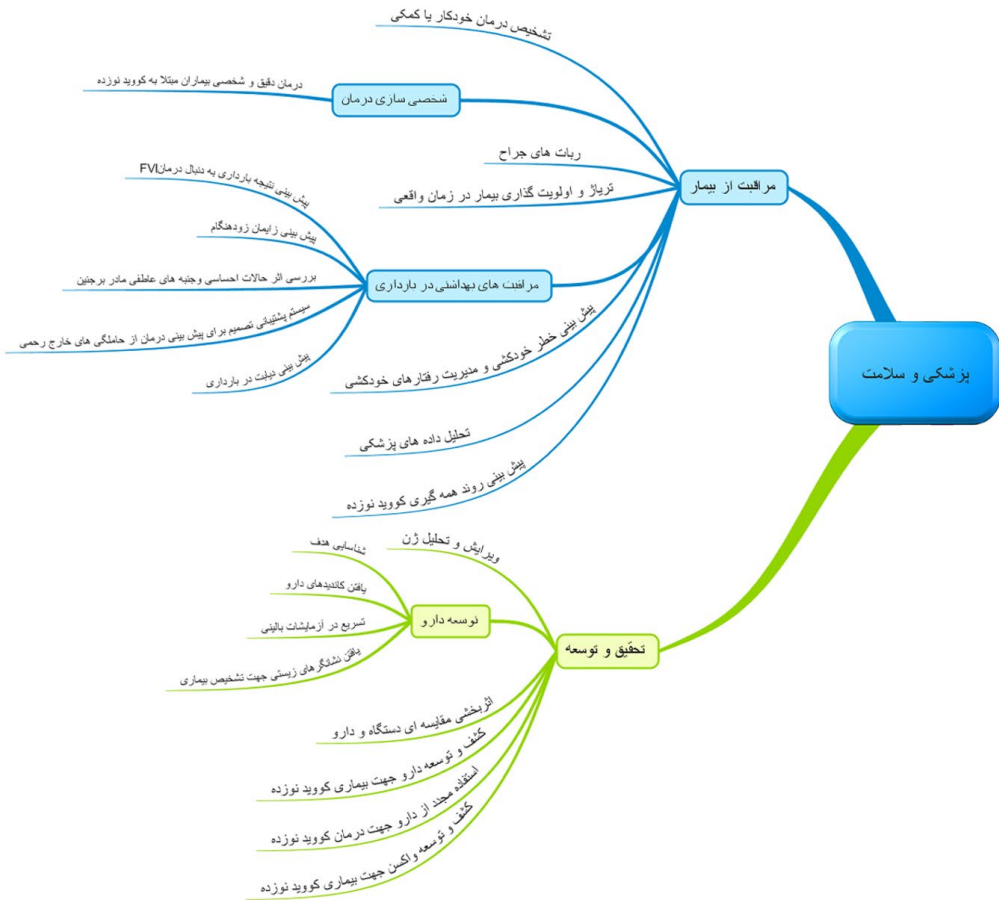 پزشکی و سلامت
مراقبت از بیمار
تشخیص درمان خودکار یا کمکی
شخصی سازی درمان
درمان دقیق و شخصی بیماران مبتلا به کووید نوزده
ربات های جراح
تریاژ و اولویت گذاری بیمار در زمان واقعی
مراقبت های بهداشتی در بارداری
پیش بینی نتیجه بارداری به دنبال درمانFVI
پیش بینی زایمان زودهنگام
بررسی اثر حالات احساسی وجنبه های عاطفی مادر برجنین
سیستم پشتیبانی تصمیم برای پیش بینی درمان از حاملگی های خارج رحمی
پیش بینی دیابت در بارداری
پیش بینی خطر خودکشی و مدیریت رفتارهای خودکشی
تحلیل داده های پزشکی
پیش بینی روند همه گیری کووید نوزده
تحقیق و توسعه
ویرایش و تحلیل ژن
توسعه دارو
شناسایی هدف
یافتن کاندیدهای دارو
تسریع در آزمایشات بالینی
یافتن نشانگرهای زیستی جهت تشخیص بیماری
اثربخشی مقایسه ای دستگاه و دارو
کشف و توسعه دارو جهت بیماری کووید نوزده
استفاده مجدد از دارو جهت درمان کووید نوزده
کشف و توسعه واکسن جهت بیماری کووید نوزده